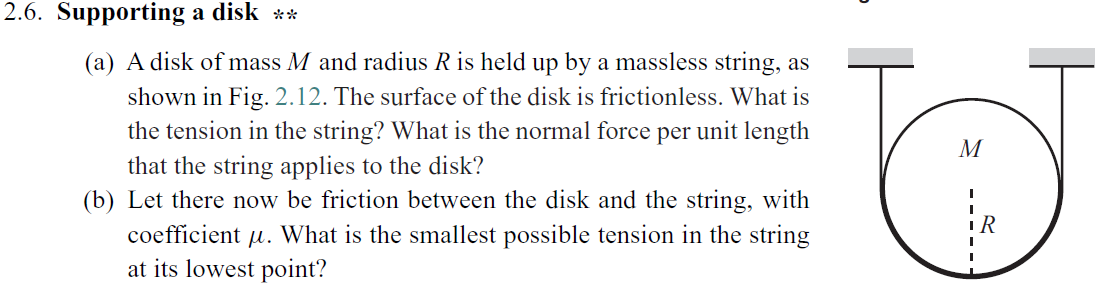 2.6. Supporting a disk **
(a) A disk of mass M and radius R is held up by a massless string, as
shown in Fig. 2.12. The surface of the disk is frictionless. What is
the tension in the string? What is the normal force per unit length
that the string applies to the disk?
(b) Let there now be friction between the disk and the string, with
coefficient μ. What is the smallest possible tension in the string
at its lowest point?
M
R